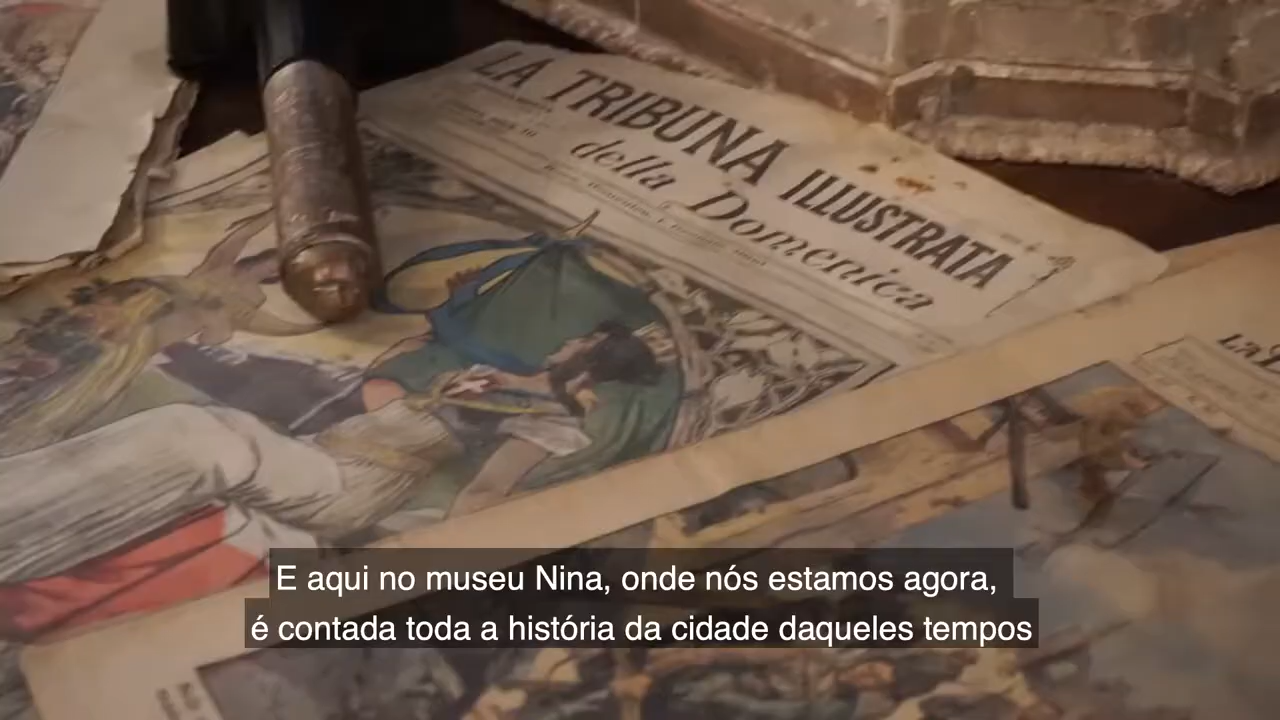 LA TRIBUNA ILLUSTRATA
della Domenica
E aqui no museu Nina, onde nós estamos agora,
é contada toda a história da cidade daqueles tempos